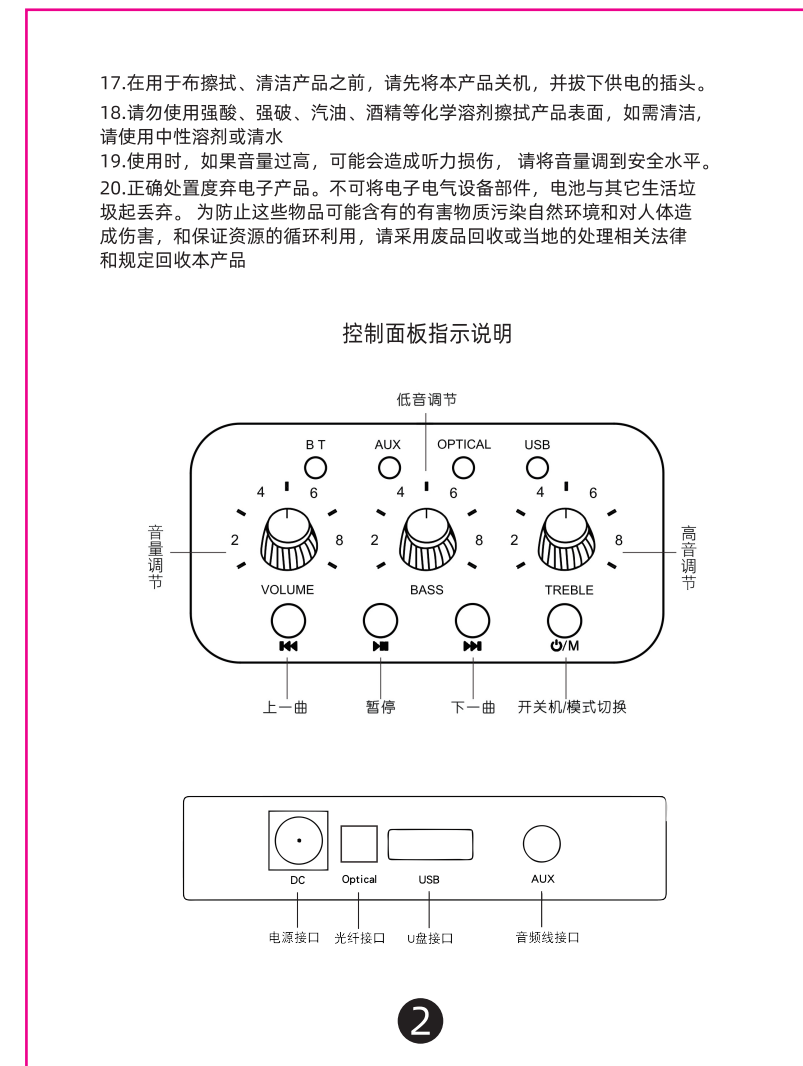 17.在用于布擦拭、清洁产品之前，请先将本产品关机，并拔下供电的插头。
18.请勿使用强酸、强破、汽油、酒精等化学溶剂擦拭产品表面，如需清洁,
请使用中性溶剂或清水
19.使用时，如果音量过高，可能会造成听力损伤， 请将音量调到安全水平。
20.正确处置度弃电子产品。不可将电子电气设备部件，电池与其它生活垃
圾起丢弃。 为防止这些物品可能含有的有害物质污染自然环境和对人体造
成伤害，和保证资源的循环利用，请采用废品回收或当地的处理相关法律
和规定回收本产品
控制面板指示说明
低音调节
B T AUX OPTICAL USB
4 6 4 6 4 6
2 8 2 8 2 8
音量调节
高音调节
VOLUME BASS TREBLE
/M
上一曲 暂停 下一曲 开关机/模式切换
DC Optical USB AUX
电源接口 光纤接口 U盘接口 音频线接口
2